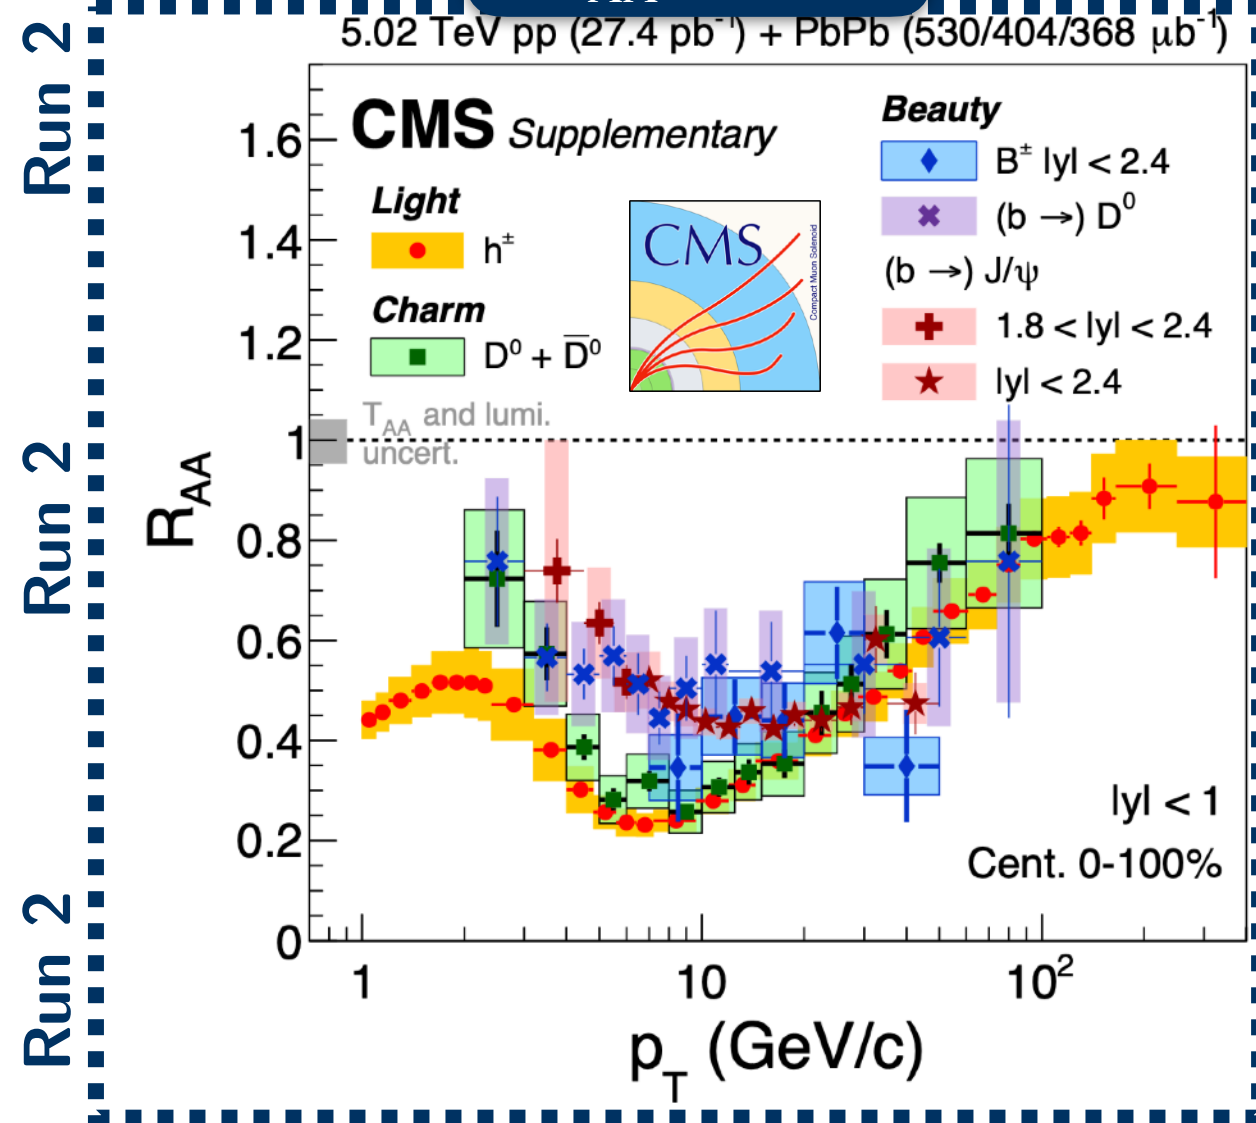 5.02 TeV pp (27.4 pb⁻¹) + PbPb (530/404/368 μb⁻¹)
Run 2
Run 2
Run 2
CMS Supplementary
Light
h±
Charm
D⁰ + D̅⁰
T_AA and lumi.
uncert.
CMS
Compact Muon Solenoid
Beauty
B± |y| < 2.4
(b →) D⁰
(b →) J/ψ
1.8 < |y| < 2.4
|y| < 2.4
R_AA
1.6
1.4
1.2
1
0.8
0.6
0.4
0.2
0
|y| < 1
Cent. 0-100%
1 10 10²
p_T (GeV/c)